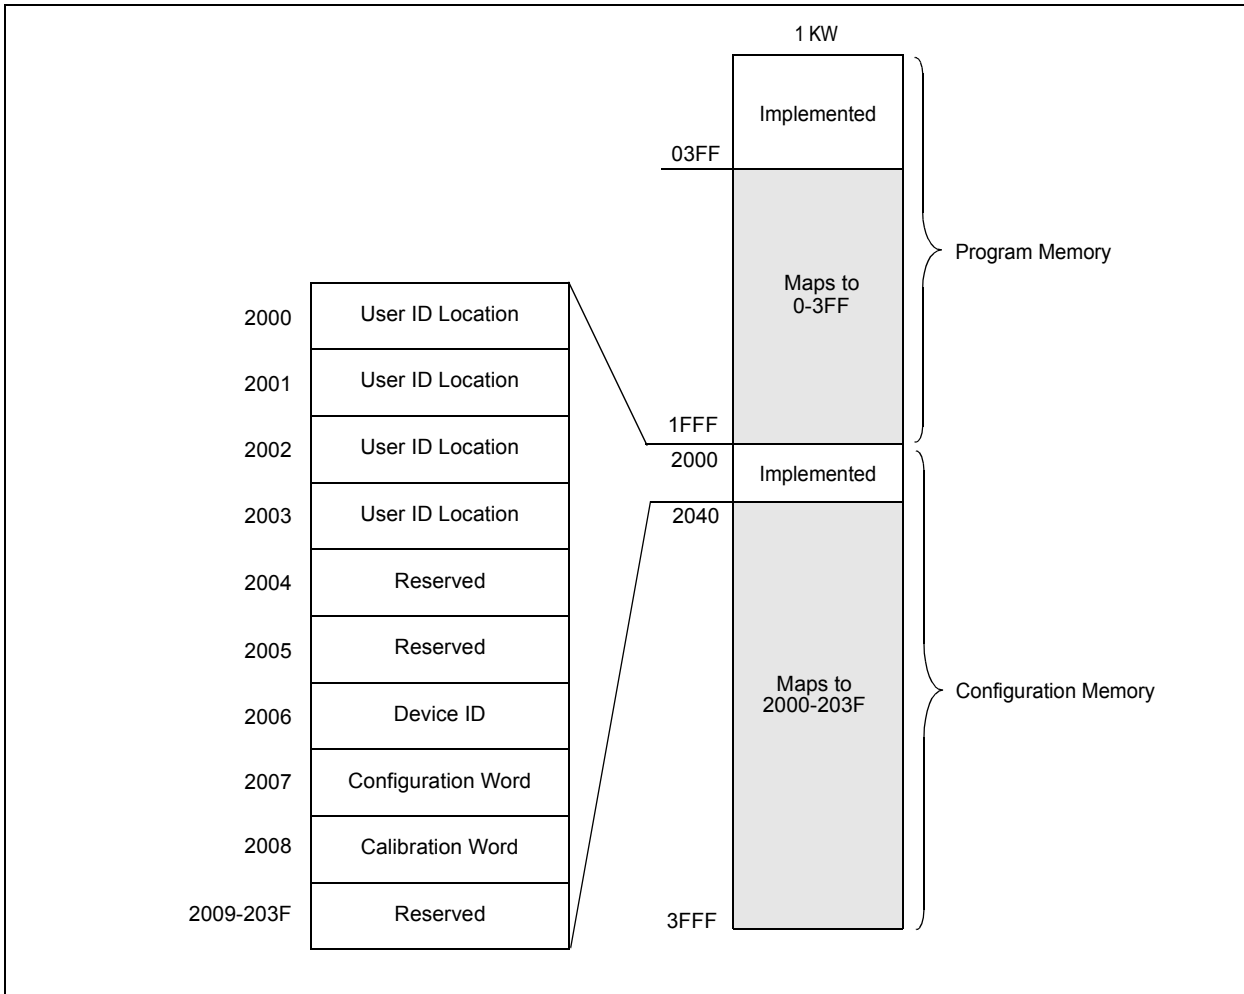 1 KW
Implemented
03FF
Maps to
0-3FF
Program Memory
1FFF
2000
Implemented
2040
Maps to
2000-203F
Configuration Memory
3FFF
2000 User ID Location
2001 User ID Location
2002 User ID Location
2003 User ID Location
2004 Reserved
2005 Reserved
2006 Device ID
2007 Configuration Word
2008 Calibration Word
2009-203F Reserved